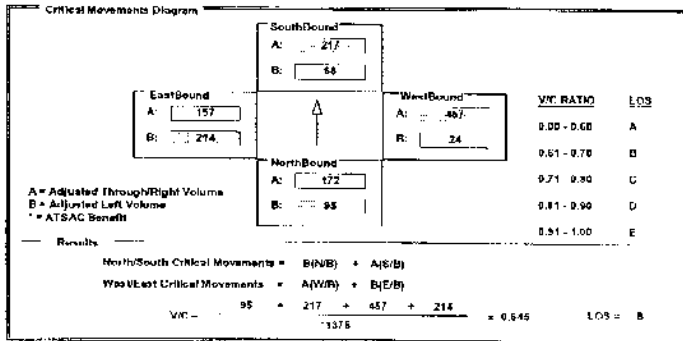 Critical Movements Diagram
SouthBound
A: 217
B: 68
EastBound
A: 157
B: 214
WestBound
A: 457
B: 24
V/C RATIO LOS
0.00 - 0.60 A
0.61 - 0.70 B
0.71 - 0.80 C
0.81 - 0.90 D
0.91 - 1.00 E
NorthBound
A: 172
B: 95
A = Adjusted Through/Right Volume
B = Adjusted Left Volume
* = ATSAC Benefit
Results
North/South Critical Movements = B(N/B) + A(S/B)
West/East Critical Movements = A(W/B) + B(E/B)
95 + 217 + 457 + 214
V/C = = 0.645 LOS = B
1375